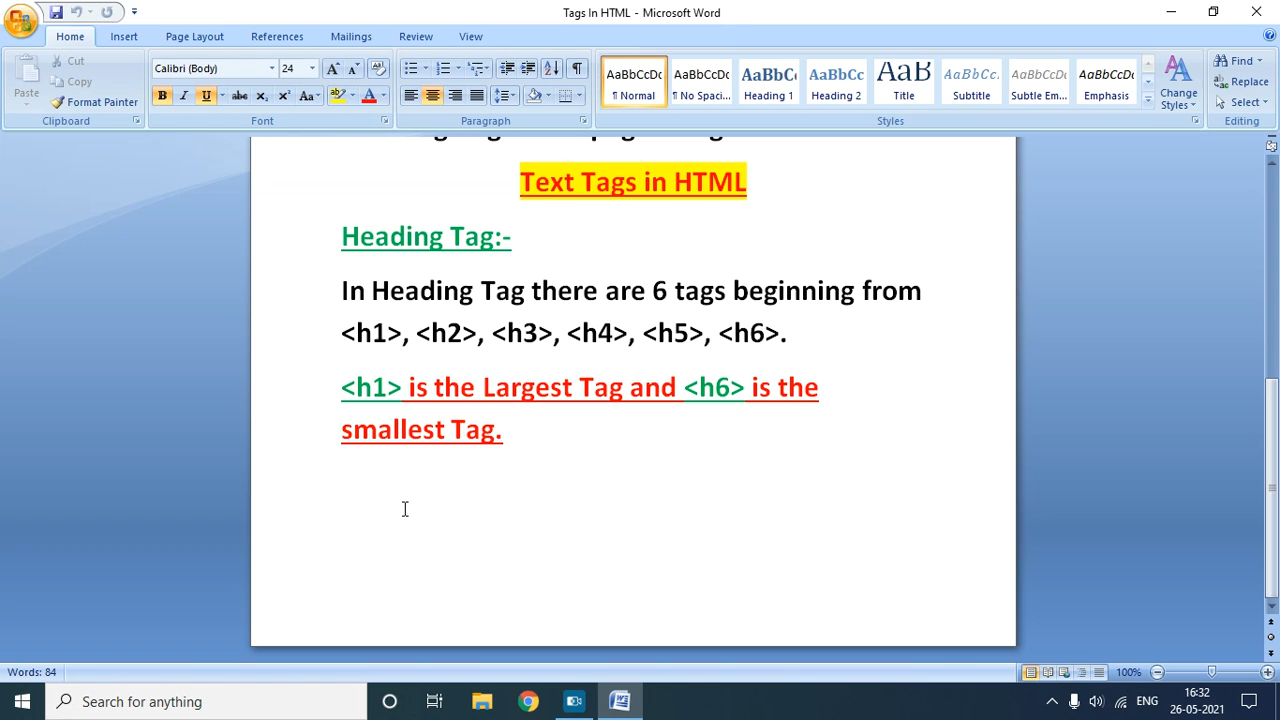 Tags In HTML - Microsoft Word
Home Insert Page Layout References Mailings Review View
Paste
Cut
Copy
Format Painter
Clipboard
Calibri (Body) 24
Font
Paragraph
AaBbCcDc AaBbCcDc AaBbCc AaBbCc AaB AaBbCc. AaBbCcDc AaBbCcDc
¶ Normal ¶ No Spaci... Heading 1 Heading 2 Title Subtitle Subtle Em... Emphasis
Change Styles
Styles
Find
Replace
Select
Editing
Text Tags in HTML
Heading Tag:-
In Heading Tag there are 6 tags beginning from
<h1>, <h2>, <h3>, <h4>, <h5>, <h6>.
<h1> is the Largest Tag and <h6> is the
smallest Tag.
Words: 84
100%
Search for anything
ENG
16:32
26-05-2021